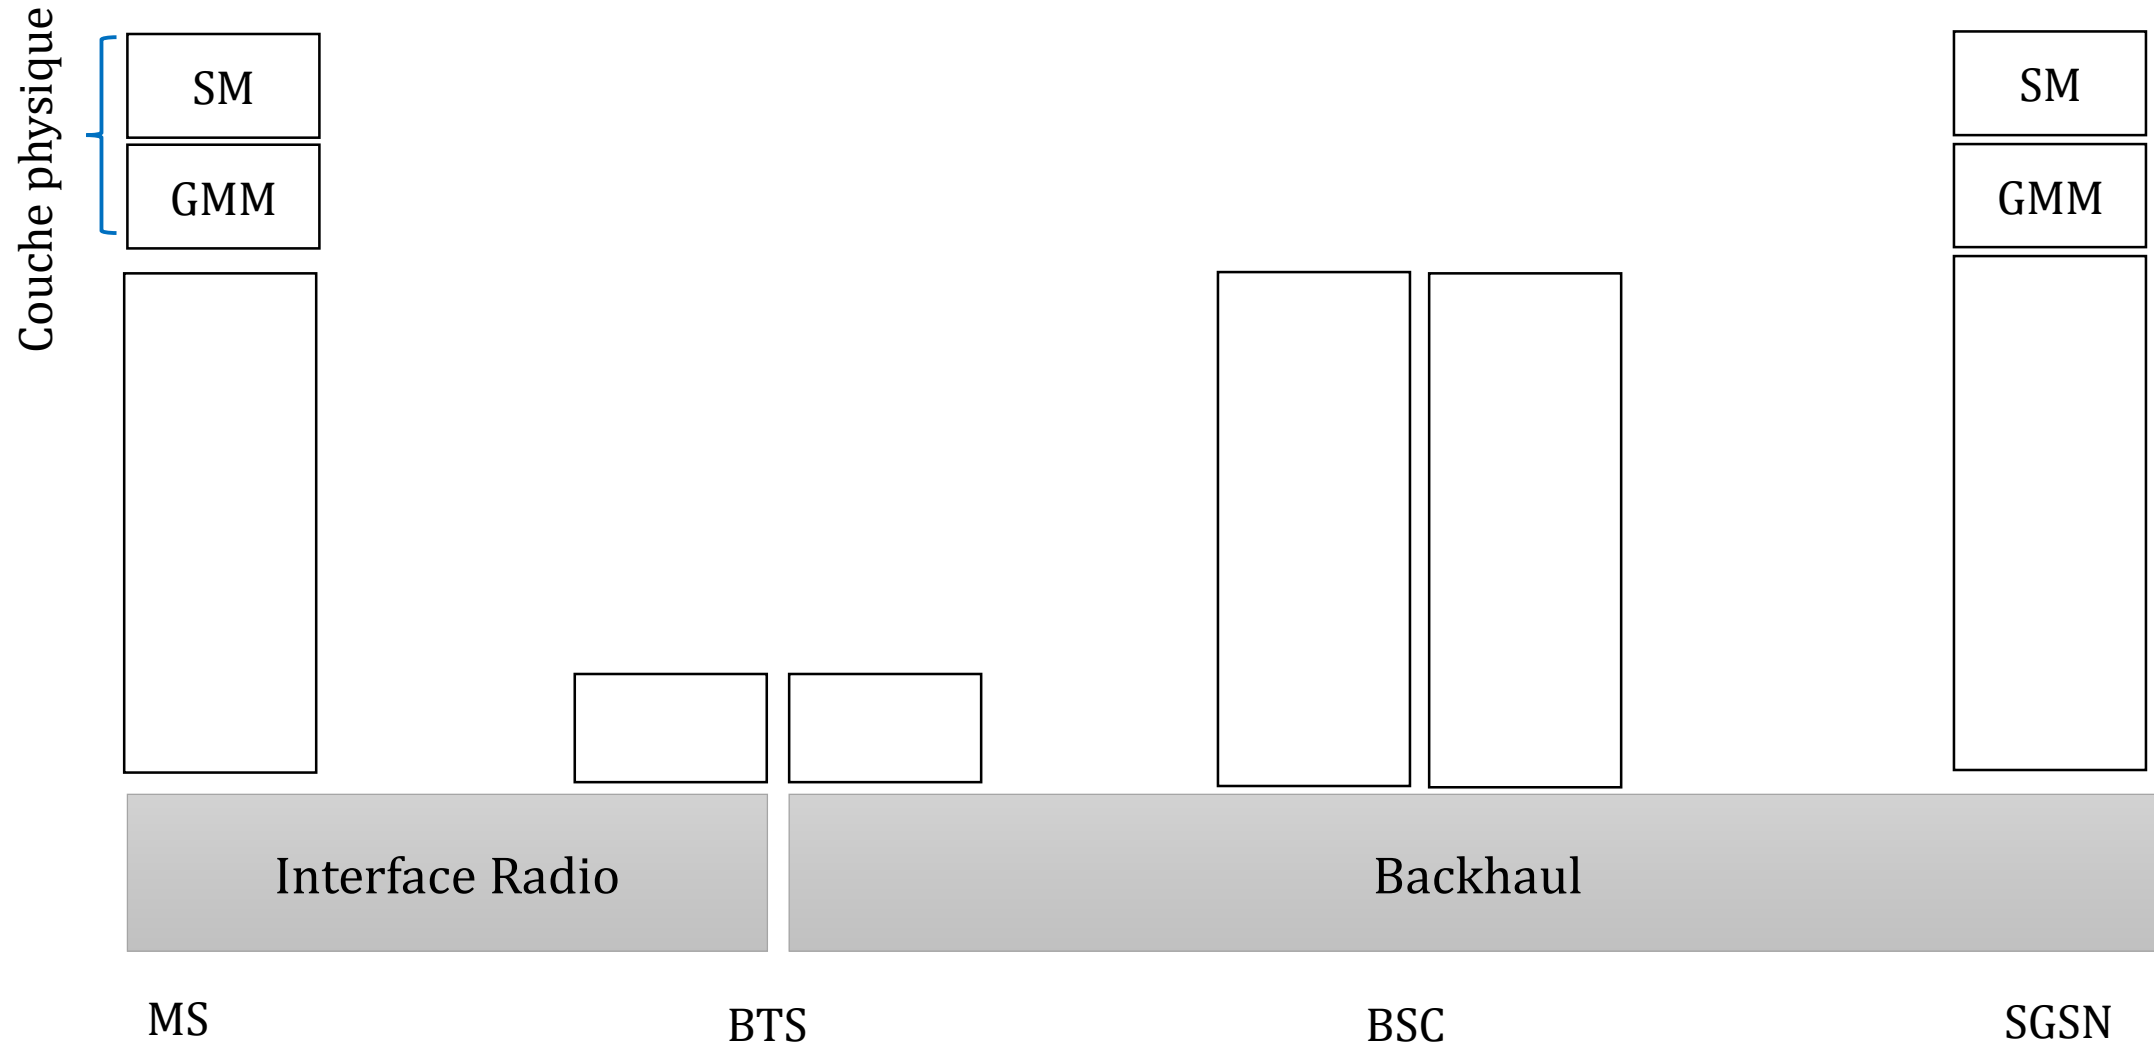 Couche physique
SM
SM
GMM
GMM
Interface Radio
Backhaul
MS
BTS
BSC
SGSN